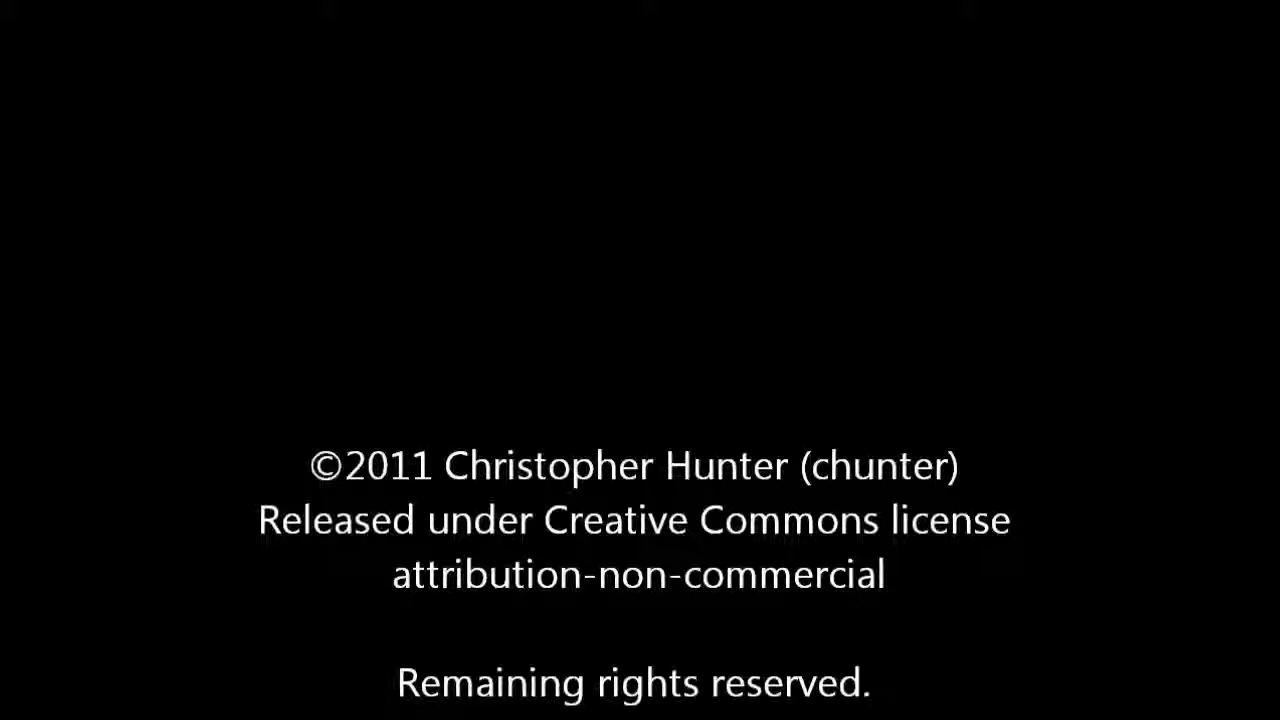 ©2011 Christopher Hunter (chunter)
Released under Creative Commons license
attribution-non-commercial
Remaining rights reserved.